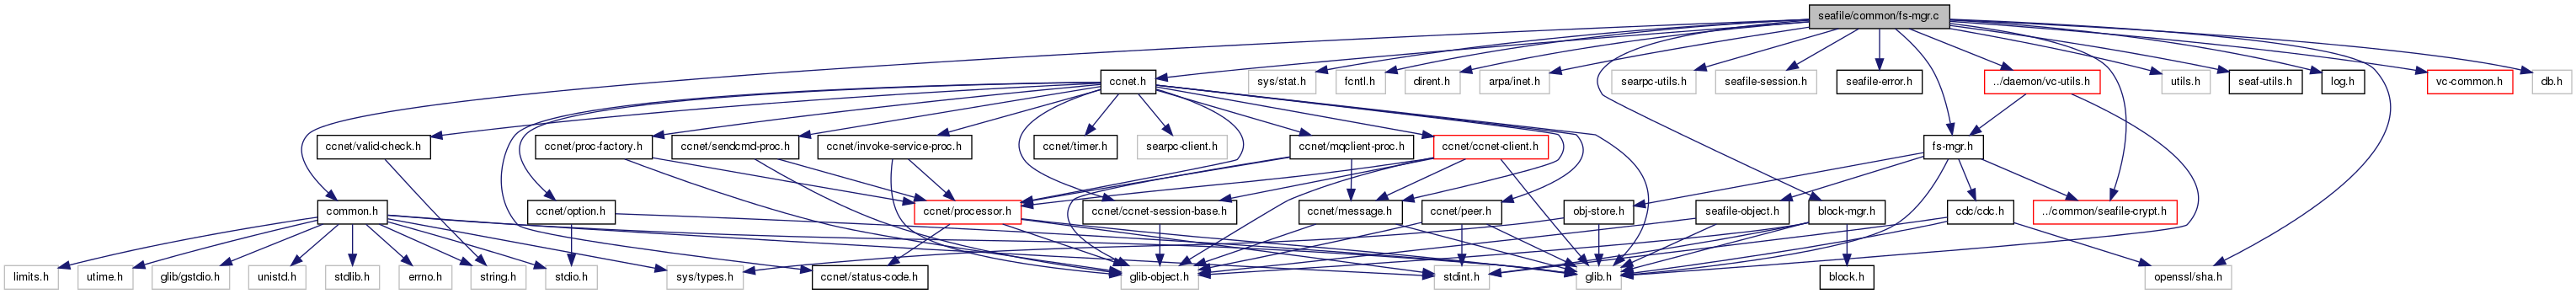 seafile/common/fs-mgr.c
ccnet.h
sys/stat.h
fcntl.h
dirent.h
arpa/inet.h
searpc-utils.h
seafile-session.h
seafile-error.h
../daemon/vc-utils.h
utils.h
seaf-utils.h
log.h
vc-common.h
db.h
ccnet/valid-check.h
ccnet/proc-factory.h
ccnet/sendcmd-proc.h
ccnet/invoke-service-proc.h
ccnet/timer.h
searpc-client.h
ccnet/mqclient-proc.h
ccnet/ccnet-client.h
fs-mgr.h
common.h
ccnet/option.h
ccnet/processor.h
ccnet/ccnet-session-base.h
ccnet/message.h
ccnet/peer.h
obj-store.h
seafile-object.h
block-mgr.h
cdc/cdc.h
../common/seafile-crypt.h
limits.h
utime.h
glib/gstdio.h
unistd.h
stdlib.h
errno.h
string.h
stdio.h
sys/types.h
ccnet/status-code.h
glib-object.h
stdint.h
glib.h
block.h
openssl/sha.h